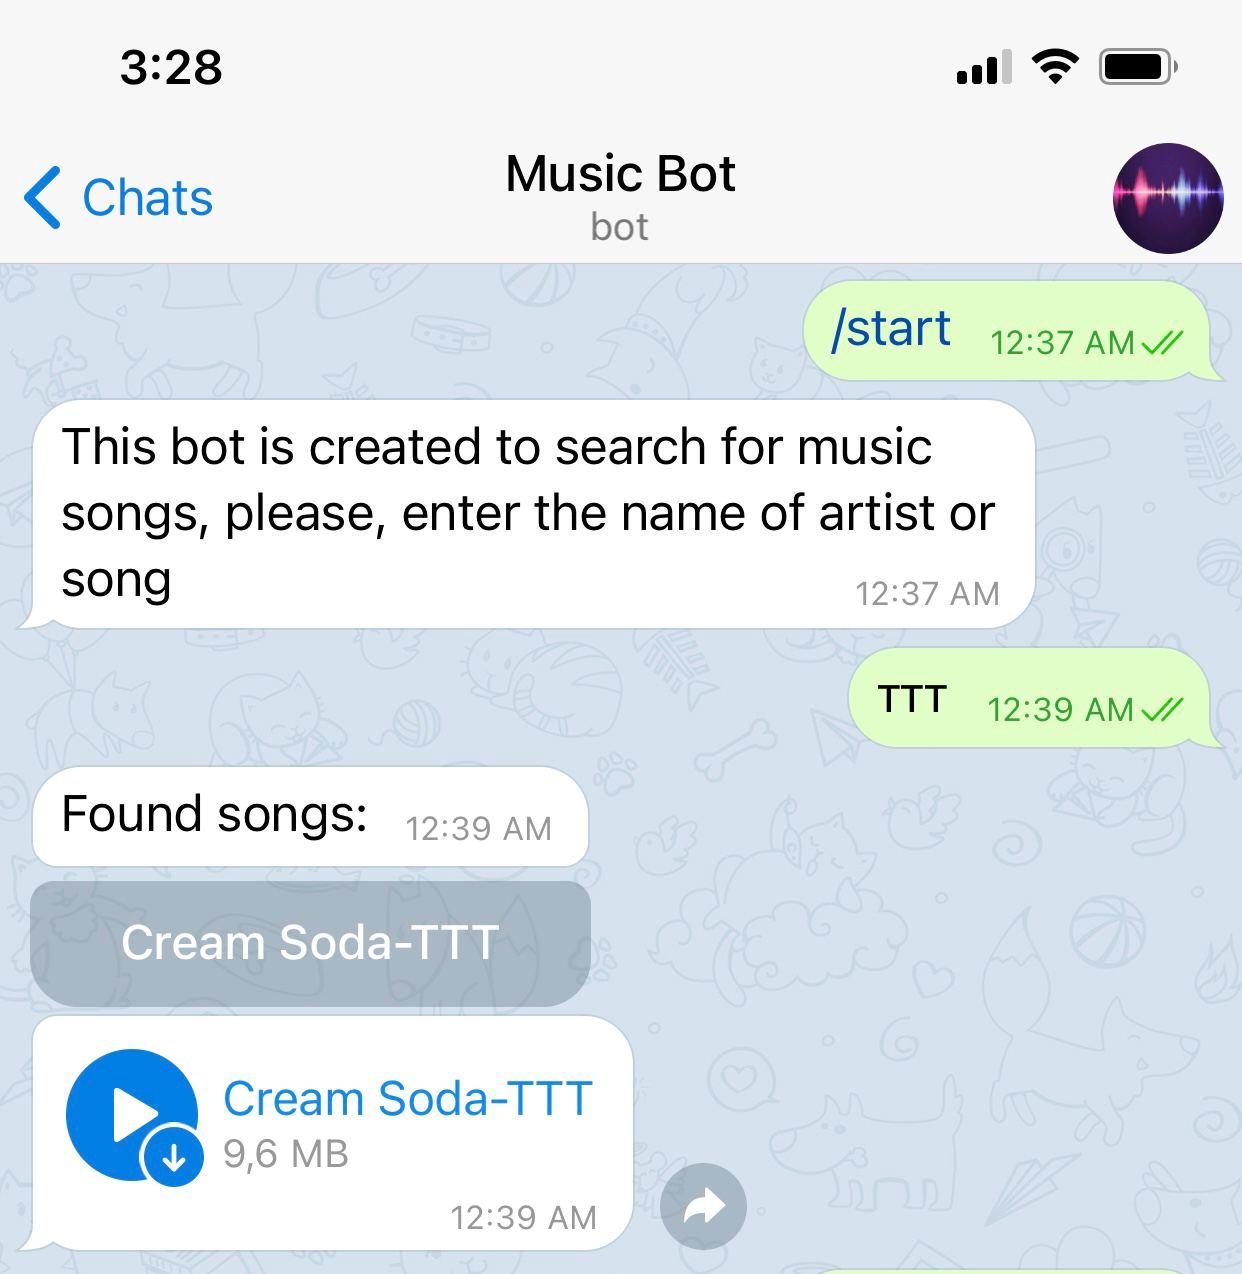 3:28
Chats
Music Bot
bot
/start 12:37 AM
This bot is created to search for music
songs, please, enter the name of artist or
song 12:37 AM
TTT 12:39 AM
Found songs: 12:39 AM
Cream Soda-TTT
Cream Soda-TTT
9,6 MB
12:39 AM